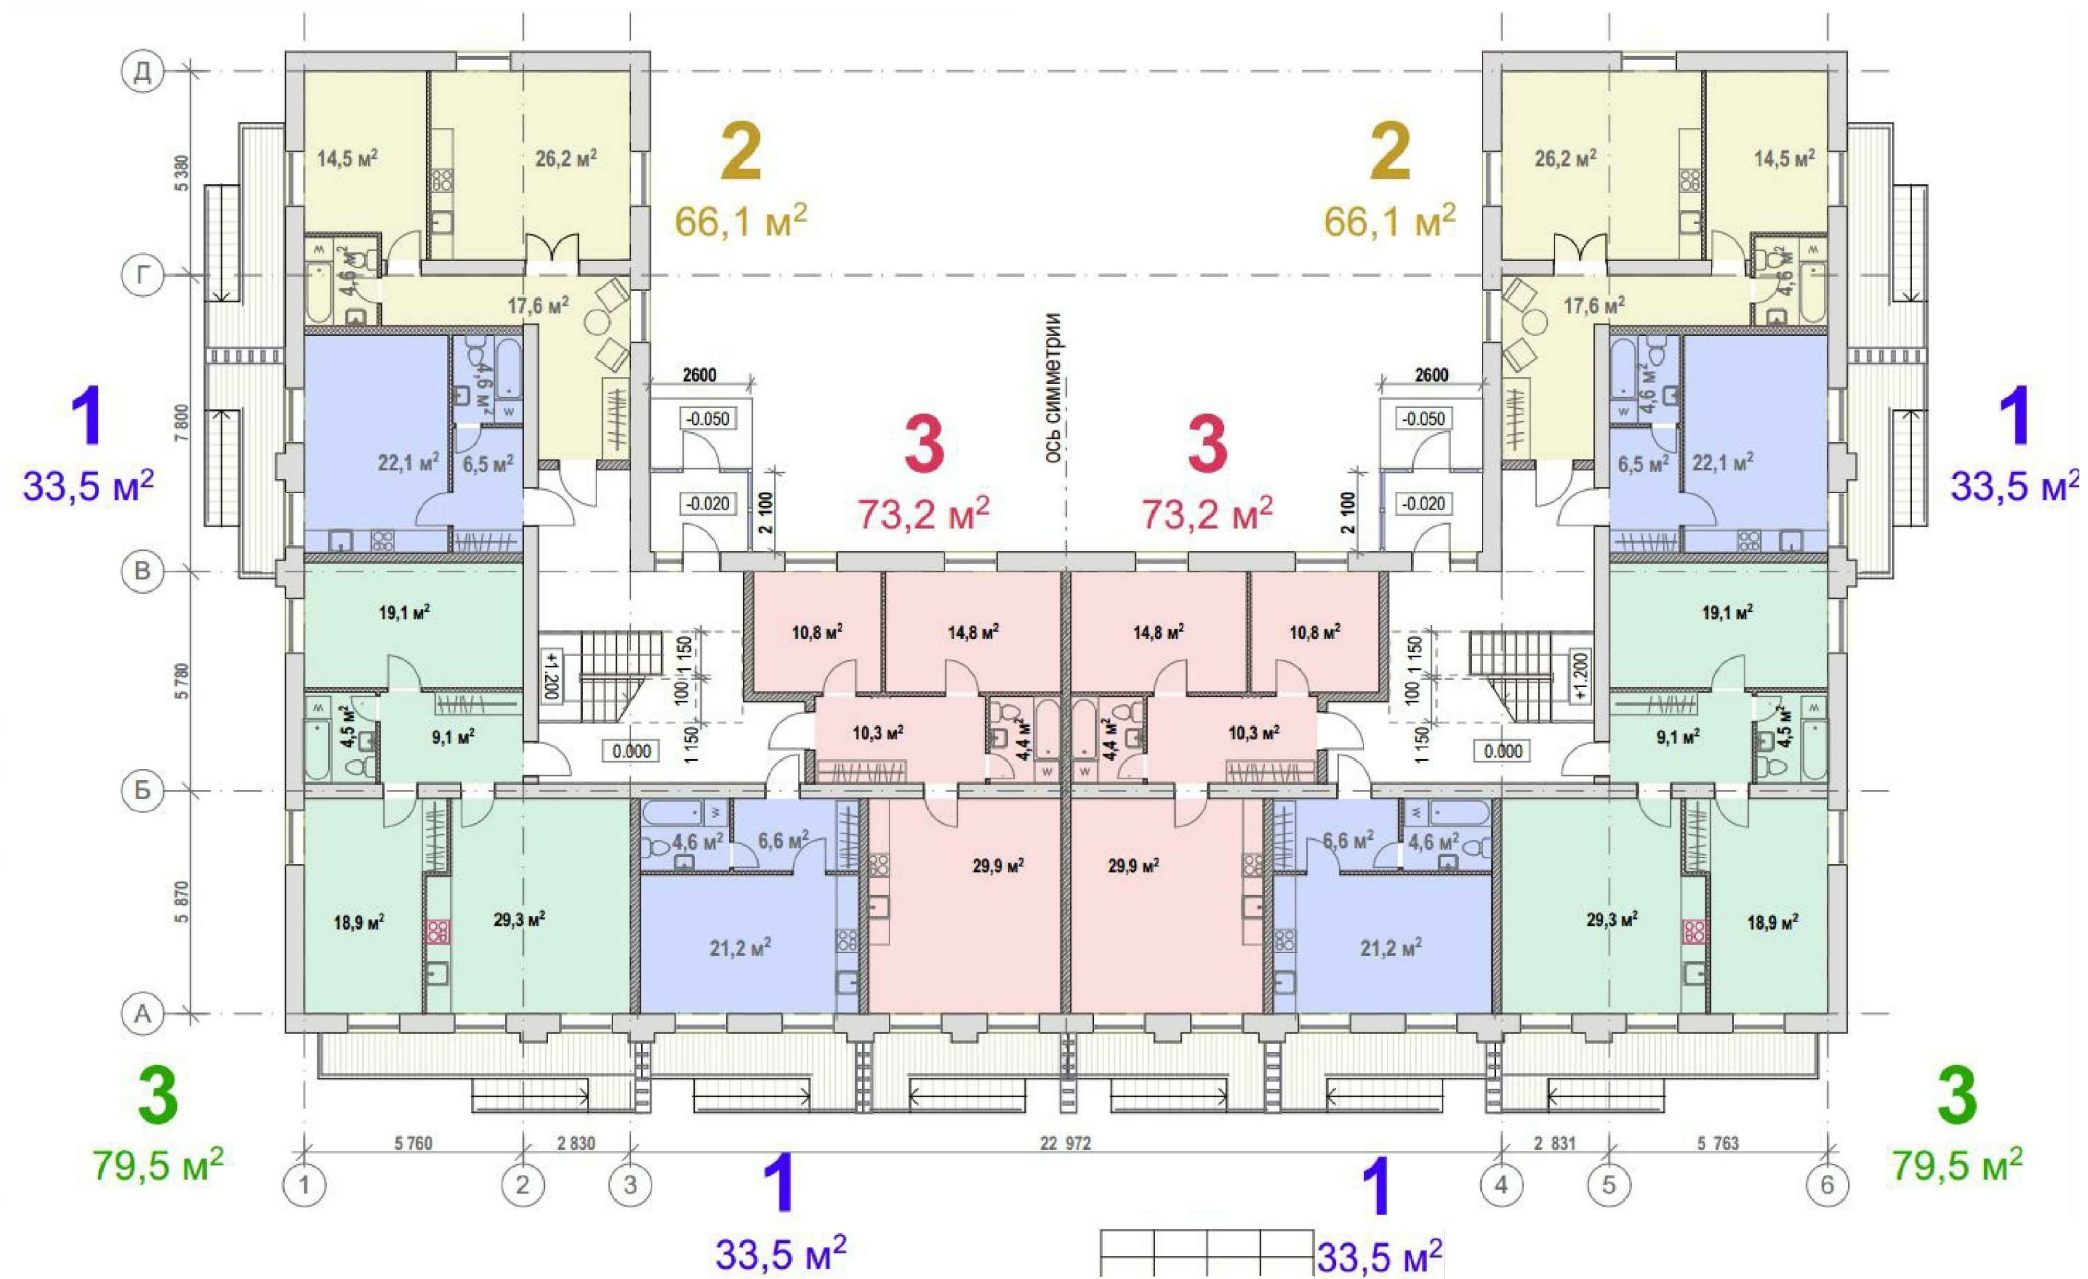 Д
5 380
14,5 м²
26,2 м²
2
2
26,2 м²
14,5 м²
66,1 м²
66,1 м²
M
4,6 м²
4,6 м²
M
Г
17,6 м²
17,6 м²
ось симметрии
1
33,5 м²
7 800
4,6 м²
W
2600
2600
4,6 м²
W
1
33,5 м²
-0.050
-0.050
3
3
22,1 м²
6,5 м²
6,5 м²
22,1 м²
73,2 м²
73,2 м²
-0.020
2 100
2 100
-0.020
В
19,1 м²
10,8 м²
14,8 м²
14,8 м²
10,8 м²
19,1 м²
5 780
+1.200
1 150
100
1 150
1 150
100
1 150
+1.200
M
4,5 м²
9,1 м²
0.000
10,3 м²
4,4 м²
W
4,4 м²
W
10,3 м²
0.000
9,1 м²
4,5 м²
M
Б
4,6 м²
W
6,6 м²
6,6 м²
W
4,6 м²
5 870
18,9 м²
29,3 м²
21,2 м²
29,9 м²
29,9 м²
21,2 м²
29,3 м²
18,9 м²
А
3
79,5 м²
3
79,5 м²
5 760
2 830
22 972
2 831
5 763
1
2
3
4
5
6
1
33,5 м²
1
33,5 м²